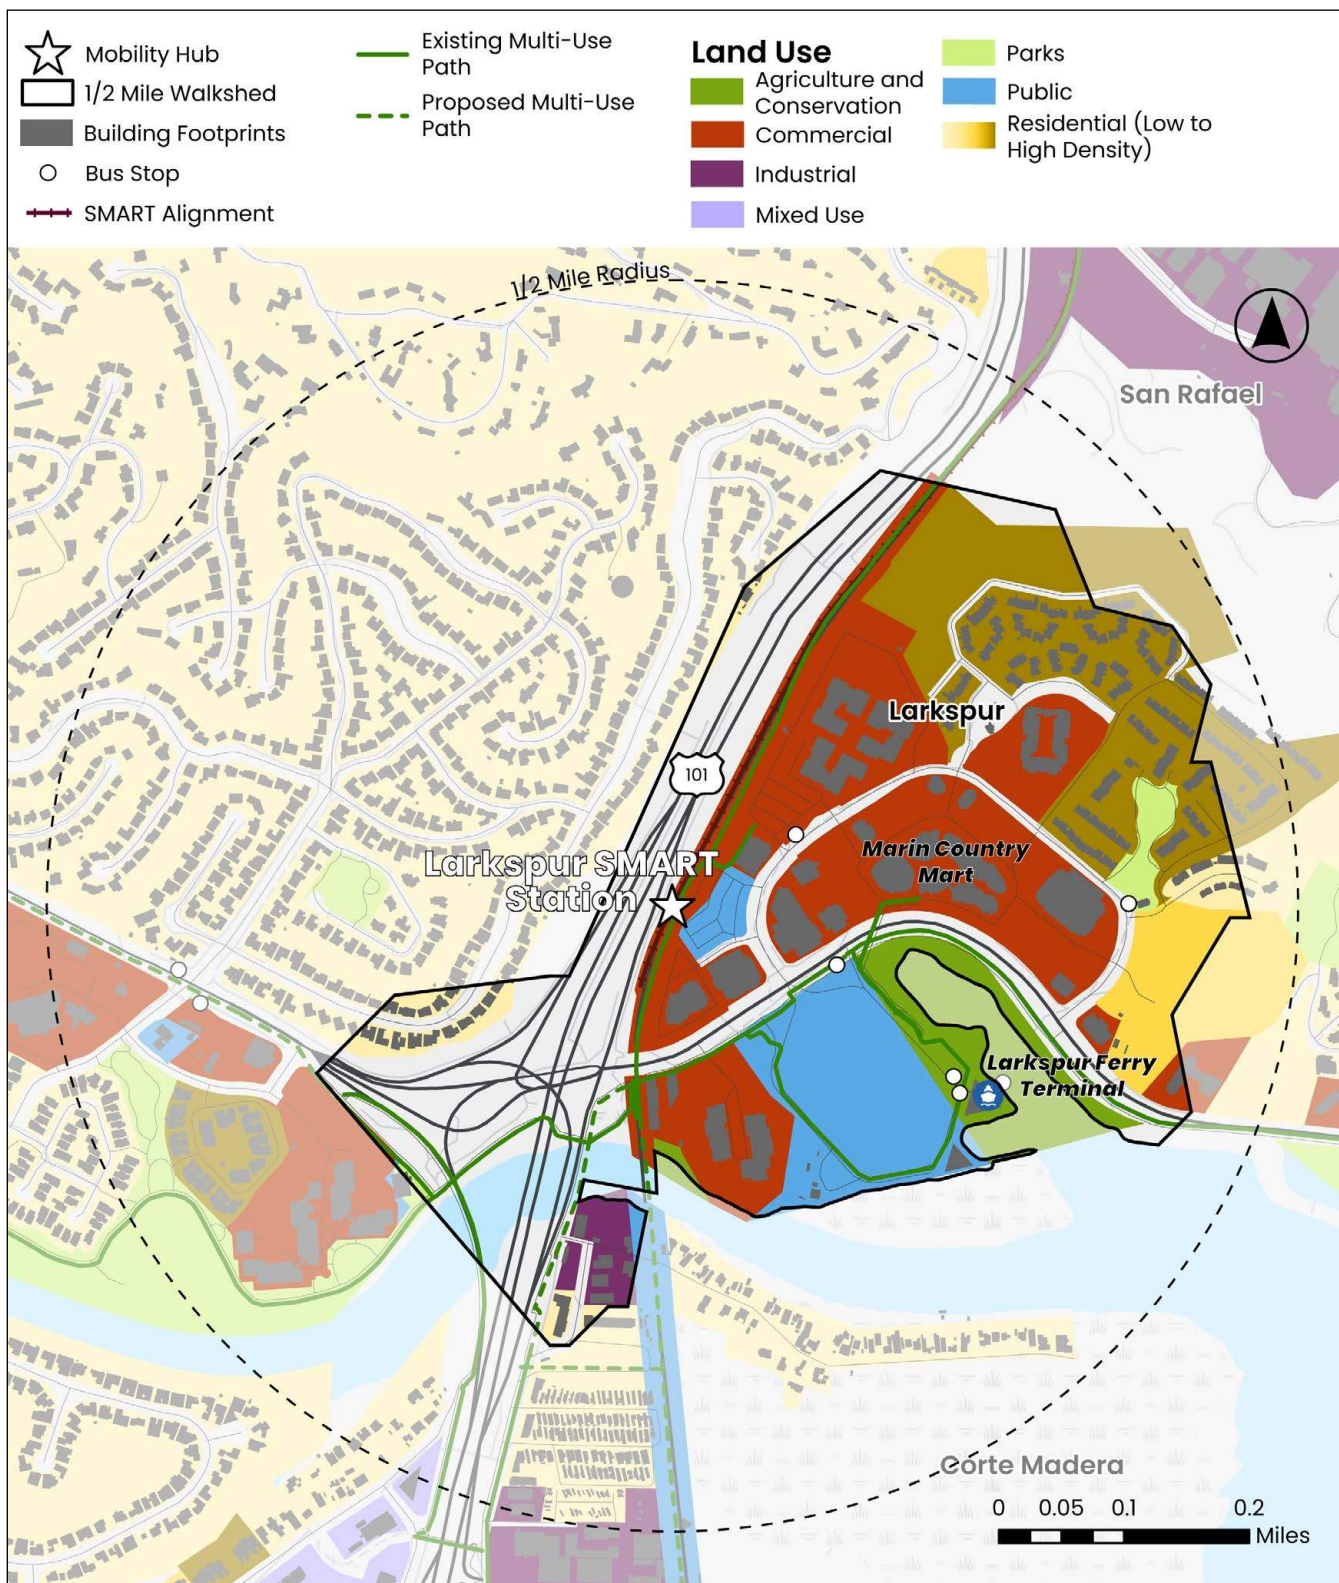 Mobility Hub
1/2 Mile Walkshed
Building Footprints
Bus Stop
SMART Alignment
Existing Multi-Use
Path
Proposed Multi-Use
Path
Land Use
Agriculture and
Conservation
Commercial
Industrial
Mixed Use
Parks
Public
Residential (Low to
High Density)
1/2 Mile Radius
San Rafael
Larkspur
101
Marin Country
Mart
Larkspur SMART
Station
Larkspur Ferry
Terminal
Corte Madera
0 0.05 0.1 0.2
Miles